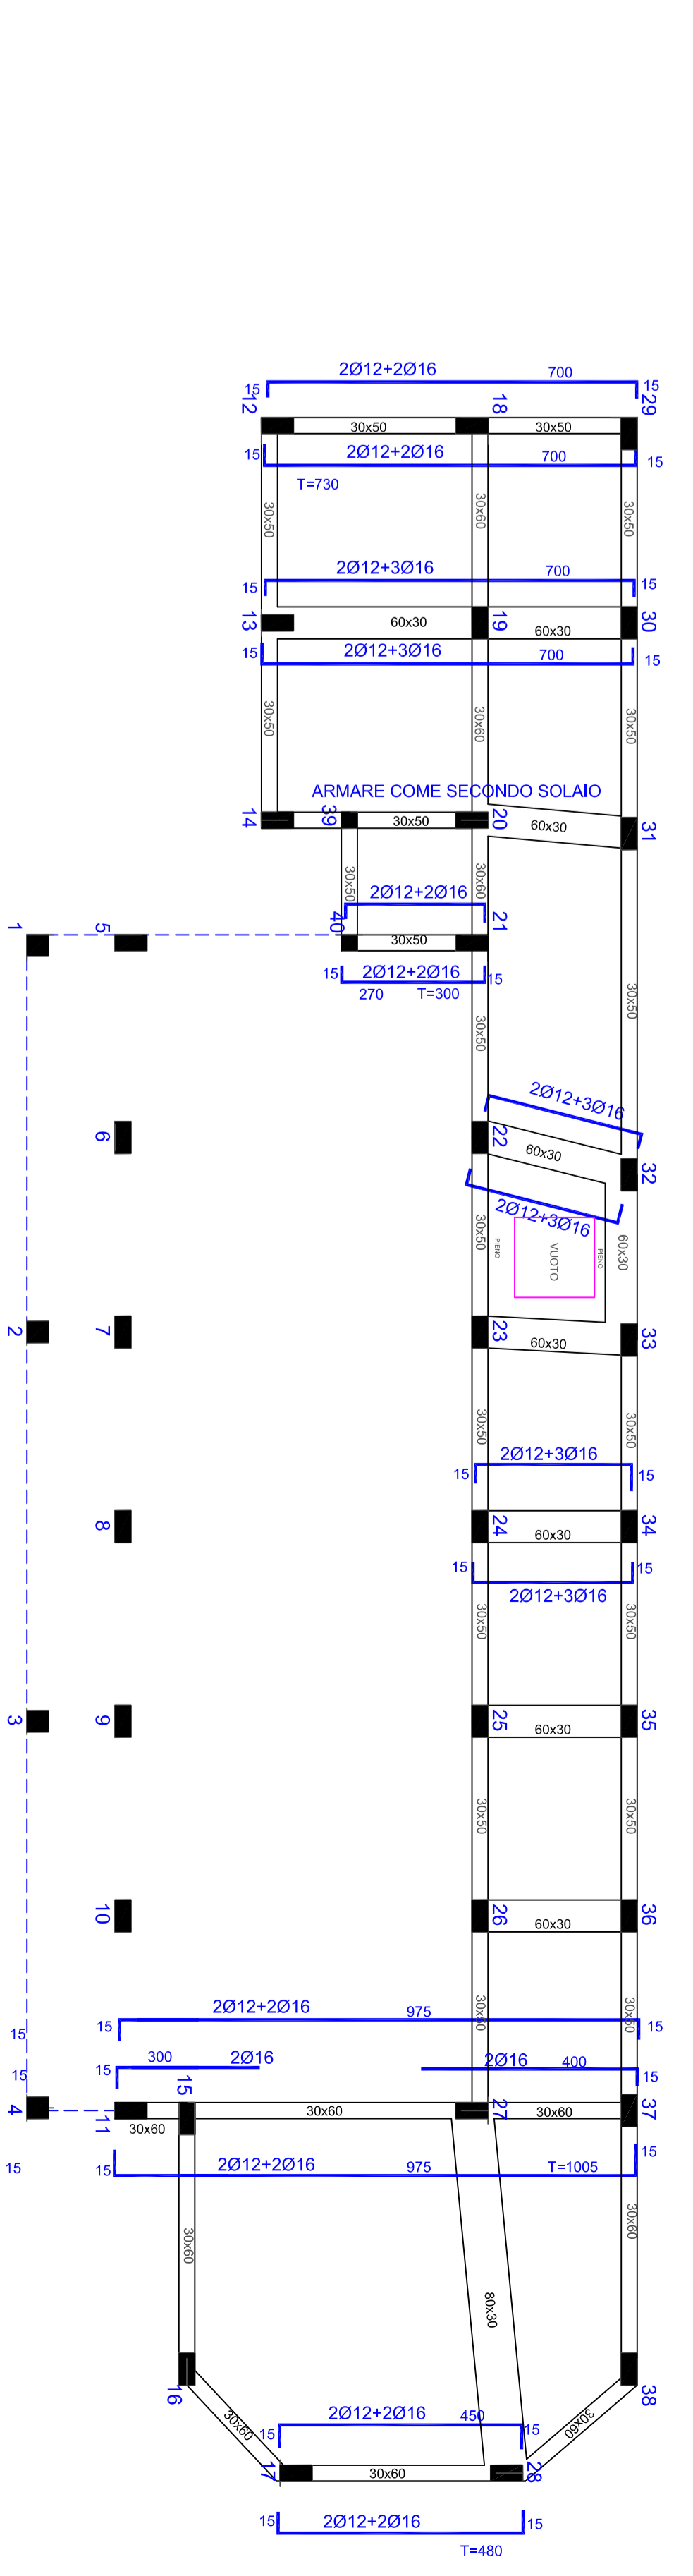 2Ø12+2Ø16 700
15 15
12 18 29
30x50 30x50
15 2Ø12+2Ø16 700 15
T=730
30x50 30x60 30x50
2Ø12+3Ø16 700
15 15
13 60x30 19 60x30 30
15 2Ø12+3Ø16 700 15
30x50 30x60 30x50
ARMARE COME SECONDO SOLAIO
14 39 30x50 20 60x30 31
30x50 30x60
2Ø12+2Ø16
1 5 40 30x50 21
15 2Ø12+2Ø16 15
270 T=300
30x50 30x50
2Ø12+3Ø16
6 22 60x30 32
2Ø12+3Ø16
30x50 PIENO VUOTO PIENO 60x30
2 7 23 60x30 33
30x50 30x50
2Ø12+3Ø16
15 15
8 24 60x30 34
15 15
2Ø12+3Ø16
30x50 30x50
3 9 25 60x30 35
30x50 30x50
10 26 60x30 36
30x50 30x50
2Ø12+2Ø16 975
15 15 15
300 2Ø16 2Ø16 400
15 15 15
15
4 11 30x60 27 30x60 37
30x60
15
15 15 2Ø12+2Ø16 975 T=1005
30x60 30x60
80x30
16 38
2Ø12+2Ø16 450
30x60 15 15 30x60
17 30x60 28
15 2Ø12+2Ø16 15
T=480